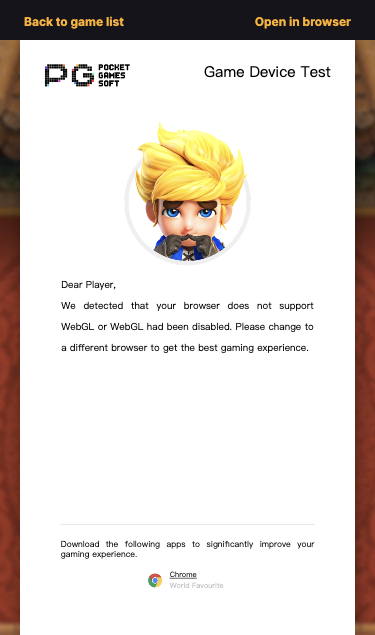 Back to game list
Open in browser
PG POCKET GAMES SOFT
Game Device Test
Dear Player,
We detected that your browser does not support
WebGL or WebGL had been disabled. Please change to
a different browser to get the best gaming experience.
Download the following apps to significantly improve your
gaming experience.
Chrome
World Favourite